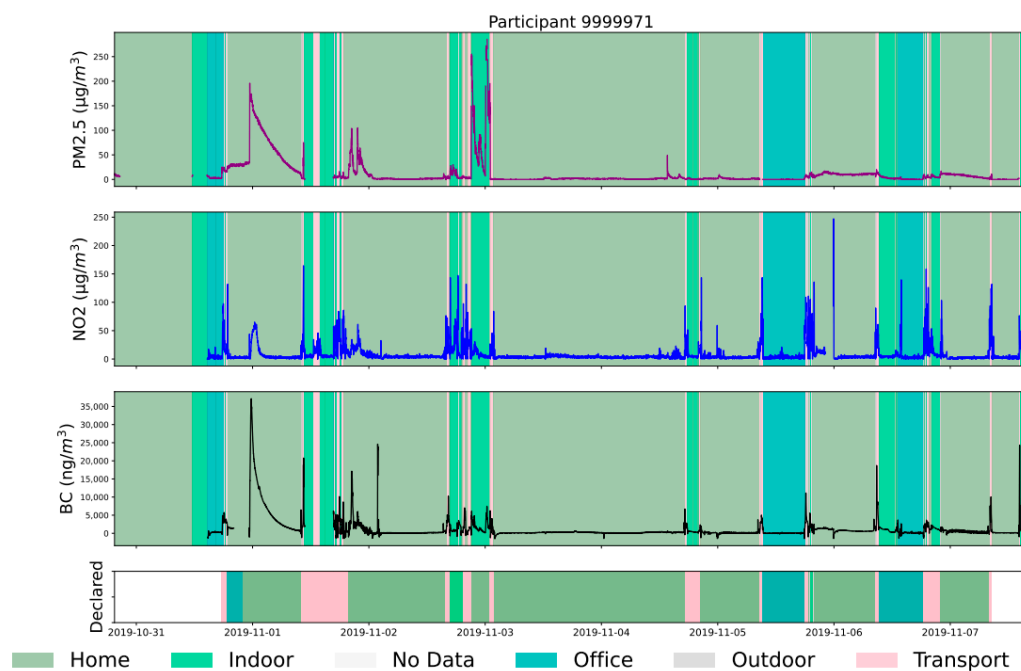 Participant 9999971
PM2.5 (µg/m³)
250
200
150
100
50
0
NO2 (µg/m³)
250
200
150
100
50
0
BC (ng/m³)
35,000
30,000
25,000
20,000
15,000
10,000
5,000
0
Declared
2019-10-31 2019-11-01 2019-11-02 2019-11-03 2019-11-04 2019-11-05 2019-11-06 2019-11-07
Home Indoor No Data Office Outdoor Transport